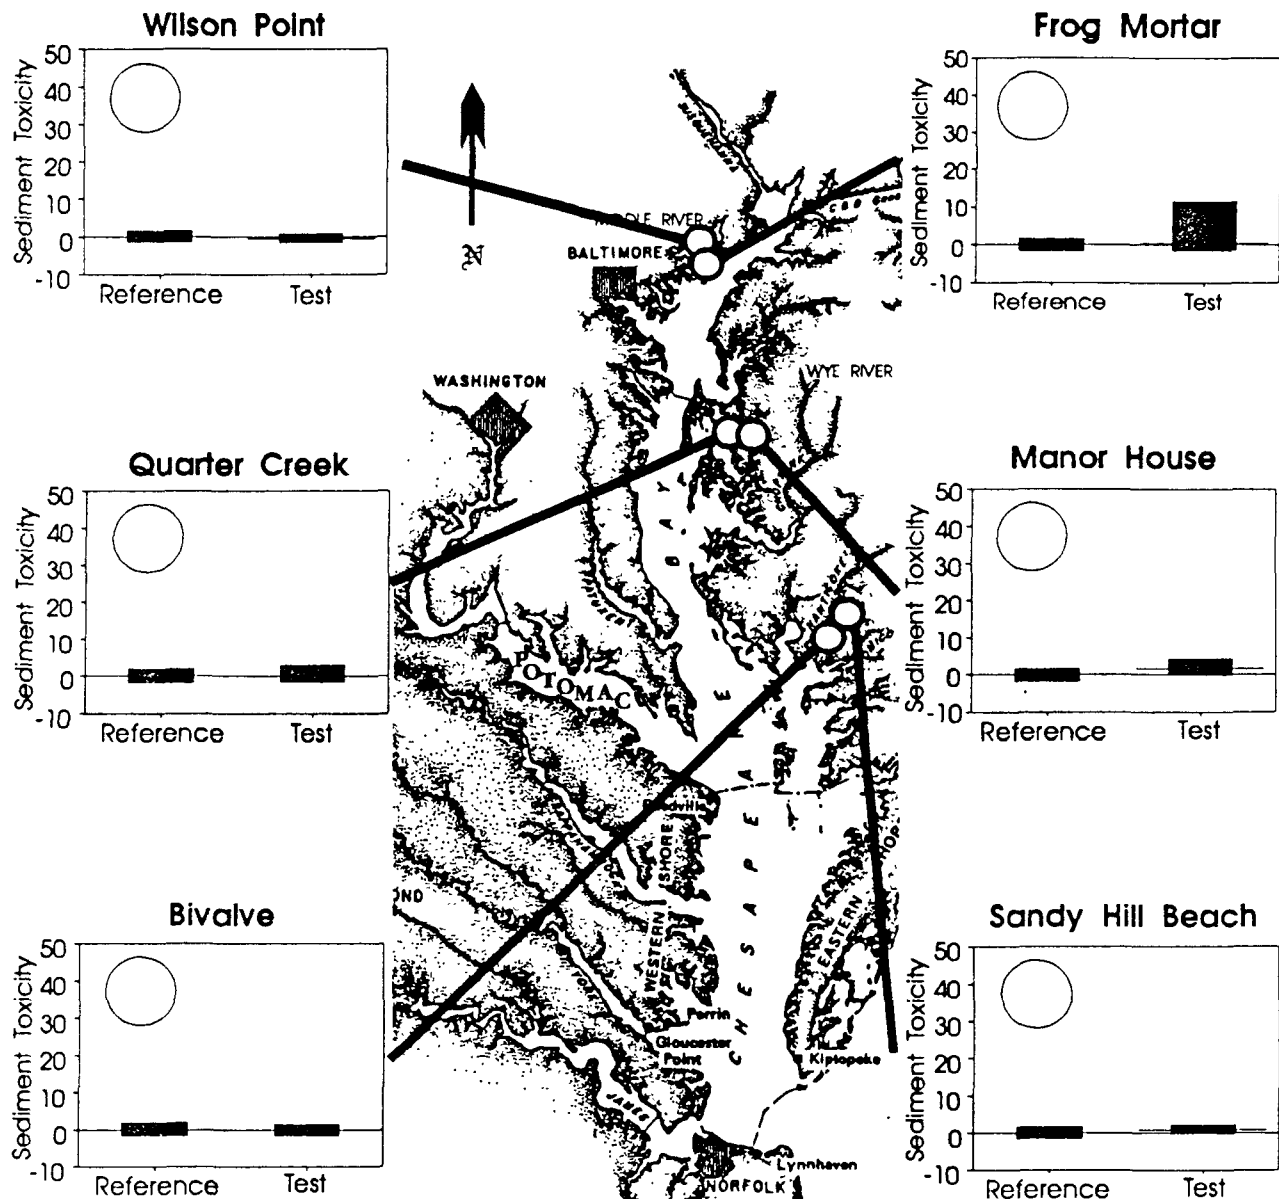 Wilson Point
Sediment Toxicity
50
40
30
20
10
0
-10
Reference
Test
Frog Mortar
Sediment Toxicity
50
40
30
20
10
0
-10
Reference
Test
N
MIDDLE RIVER
BALTIMORE
WASHINGTON
WYE RIVER
Quarter Creek
Sediment Toxicity
50
40
30
20
10
0
-10
Reference
Test
Manor House
Sediment Toxicity
50
40
30
20
10
0
-10
Reference
Test
BAY
POTOMAC
CHESAPE
WESTERN SHORE
EASTERN
Perrin
Gloucester
Point
Kiptopeke
JAMES
Lynnhaven
NORFOLK
Bivalve
Sediment Toxicity
50
40
30
20
10
0
-10
Reference
Test
Sandy Hill Beach
Sediment Toxicity
50
40
30
20
10
0
-10
Reference
Test